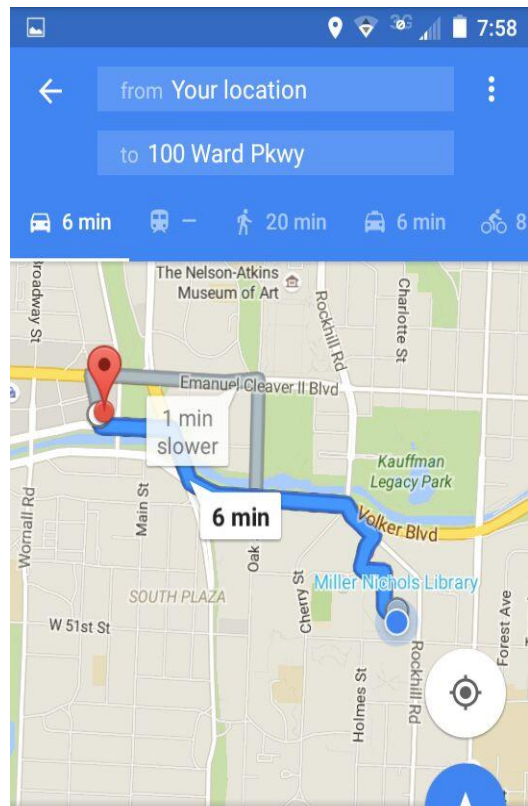 3G 7:58
from Your location
to 100 Ward Pkwy
6 min
—
20 min
6 min
8
Broadway St
The Nelson-Atkins
Museum of Art
Rockhill Rd
Charlotte St
Emanuel Cleaver II Blvd
1 min
slower
Kauffman
Legacy Park
Wornall Rd
Main St
6 min
Volker Blvd
Oak
Cherry St
Miller Nichols Library
SOUTH PLAZA
W 51st St
Holmes St
Rockhill Rd
Forest Ave